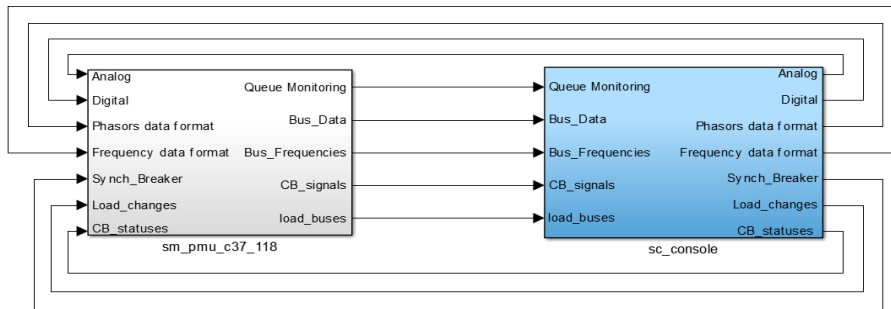 Analog
Digital
Phasors data format
Frequency data format
Synch_Breaker
Load_changes
CB_statuses
Queue Monitoring
Bus_Data
Bus_Frequencies
CB_signals
load_buses
sm_pmu_c37_118
Queue Monitoring
Bus_Data
Bus_Frequencies
CB_signals
load_buses
Analog
Digital
Phasors data format
Frequency data format
Synch_Breaker
Load_changes
CB_statuses
sc_console